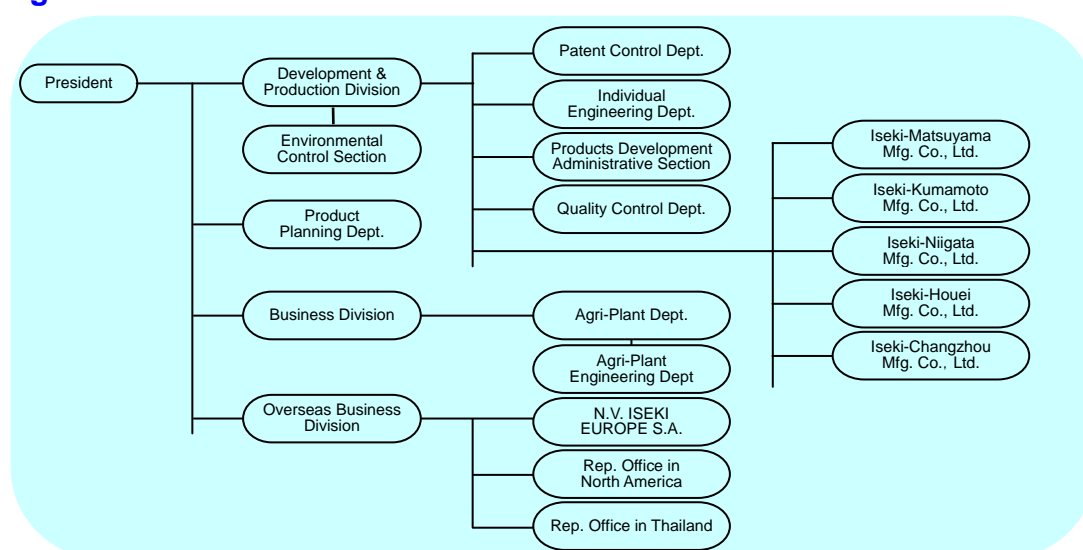 g
President
Development &
Production Division
Environmental
Control Section
Product
Planning Dept.
Business Division
Overseas Business
Division
Patent Control Dept.
Individual
Engineering Dept.
Products Development
Administrative Section
Quality Control Dept.
Agri-Plant Dept.
Agri-Plant
Engineering Dept
N.V. ISEKI
EUROPE S.A.
Rep. Office in
North America
Rep. Office in Thailand
Iseki-Matsuyama
Mfg. Co., Ltd.
Iseki-Kumamoto
Mfg. Co., Ltd.
Iseki-Niigata
Mfg. Co., Ltd.
Iseki-Houei
Mfg. Co., Ltd.
Iseki-Changzhou
Mfg. Co., Ltd.